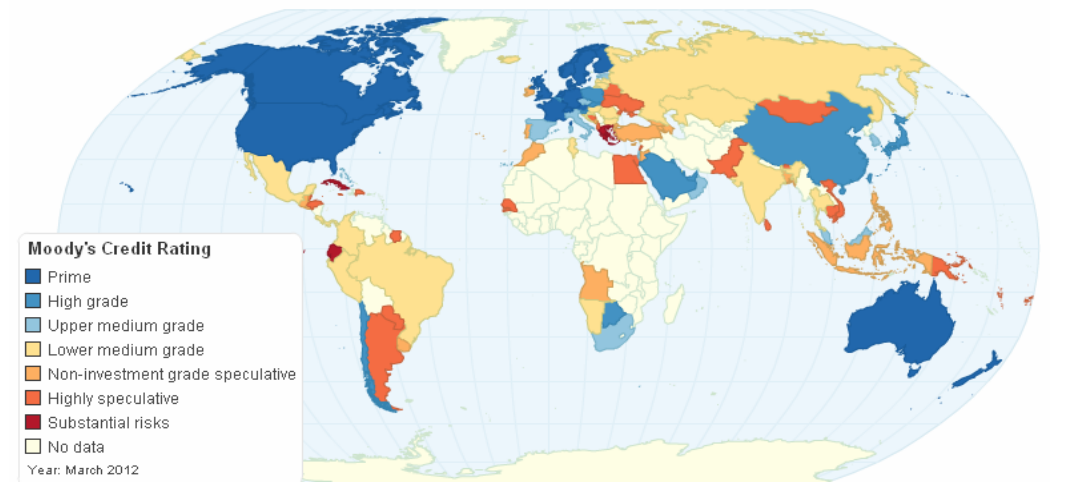 Moody's Credit Rating
Prime
High grade
Upper medium grade
Lower medium grade
Non-investment grade speculative
Highly speculative
Substantial risks
No data
Year: March 2012